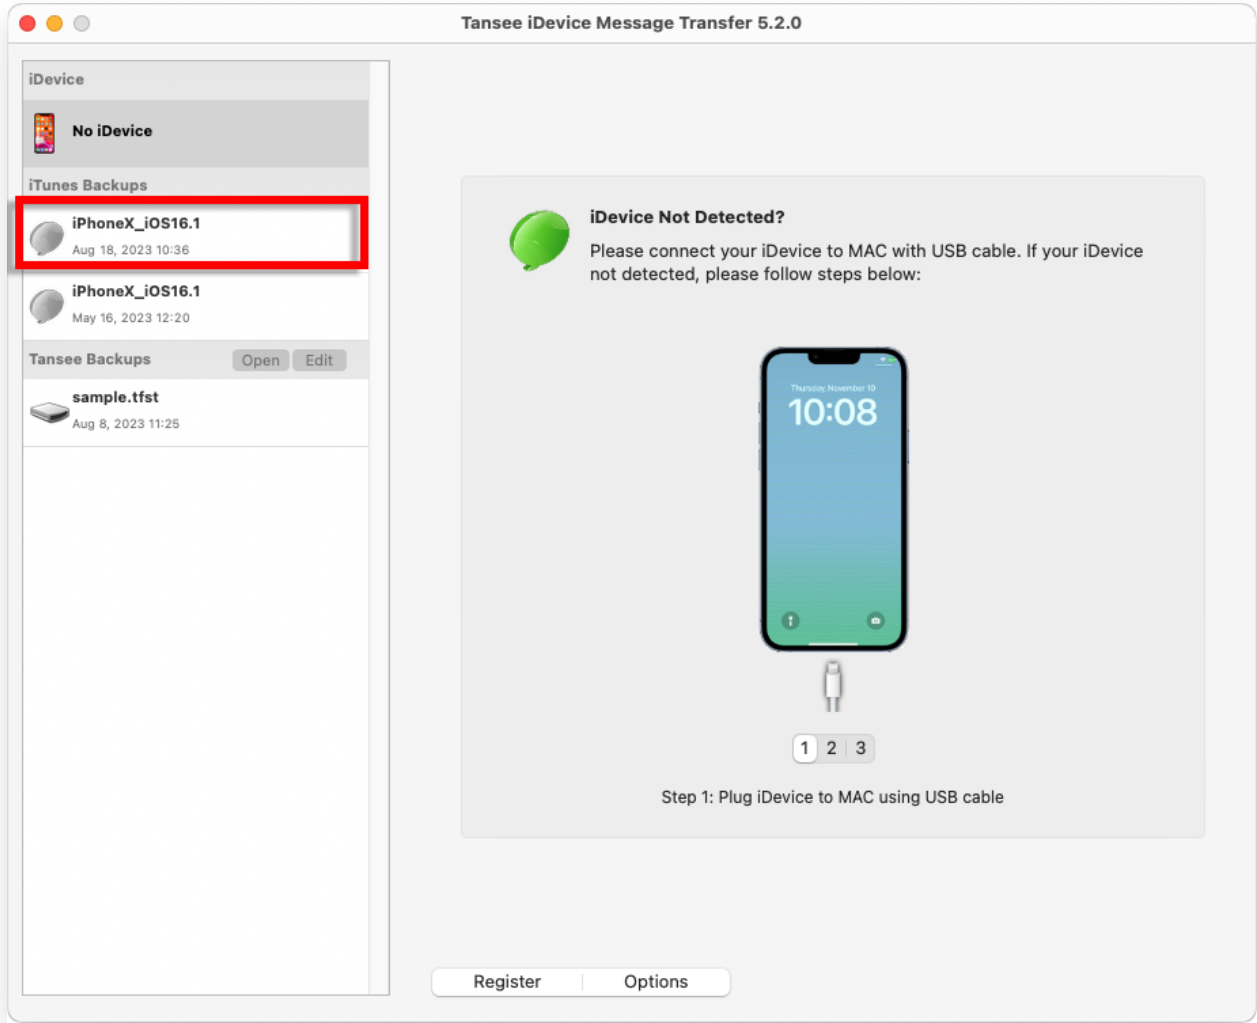 Tansee iDevice Message Transfer 5.2.0
iDevice
No iDevice
iTunes Backups
iPhoneX_iOS16.1
Aug 18, 2023 10:36
iPhoneX_iOS16.1
May 16, 2023 12:20
Tansee Backups Open Edit
sample.tfst
Aug 8, 2023 11:25
iDevice Not Detected?
Please connect your iDevice to MAC with USB cable. If your iDevice
not detected, please follow steps below:
Thursday, November 10
10:08
1 2 3
Step 1: Plug iDevice to MAC using USB cable
Register Options